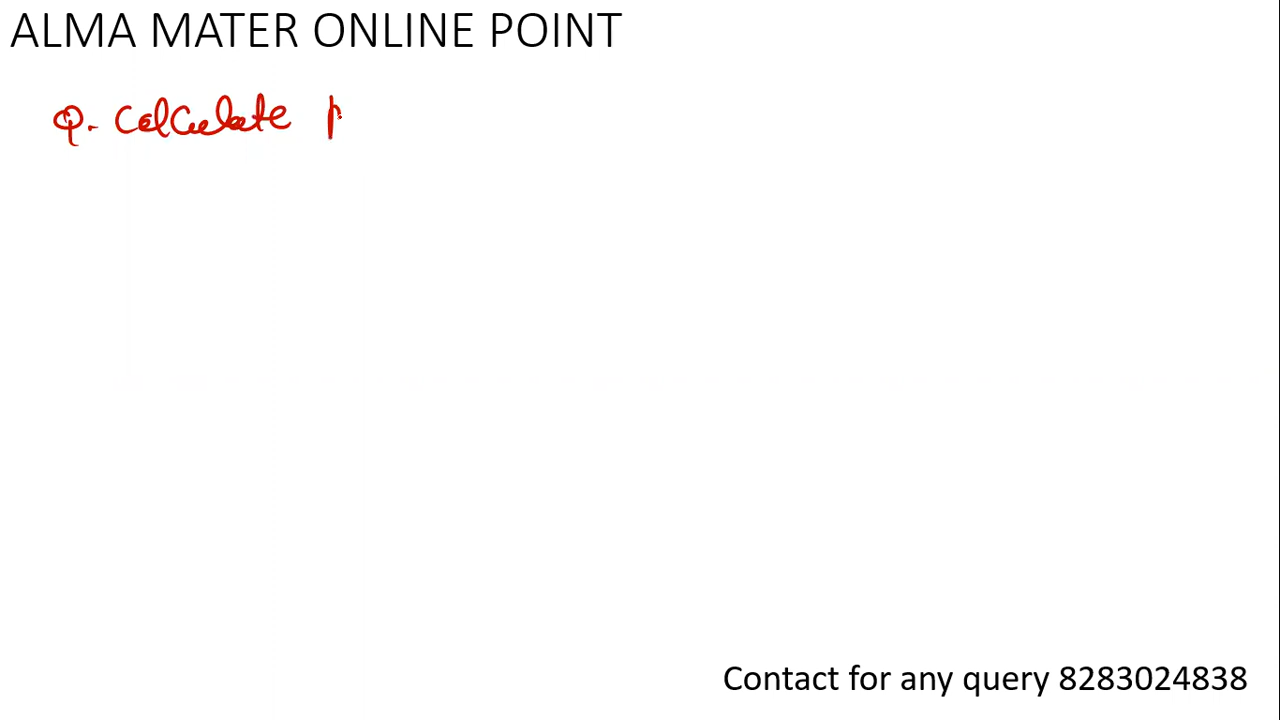 ALMA MATER ONLINE POINT
Q. Calculate
Contact for any query 8283024838